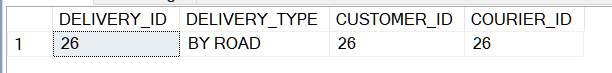 DELIVERY_ID DELIVERY_TYPE CUSTOMER_ID COURIER_ID
1 26 BY ROAD 26 26